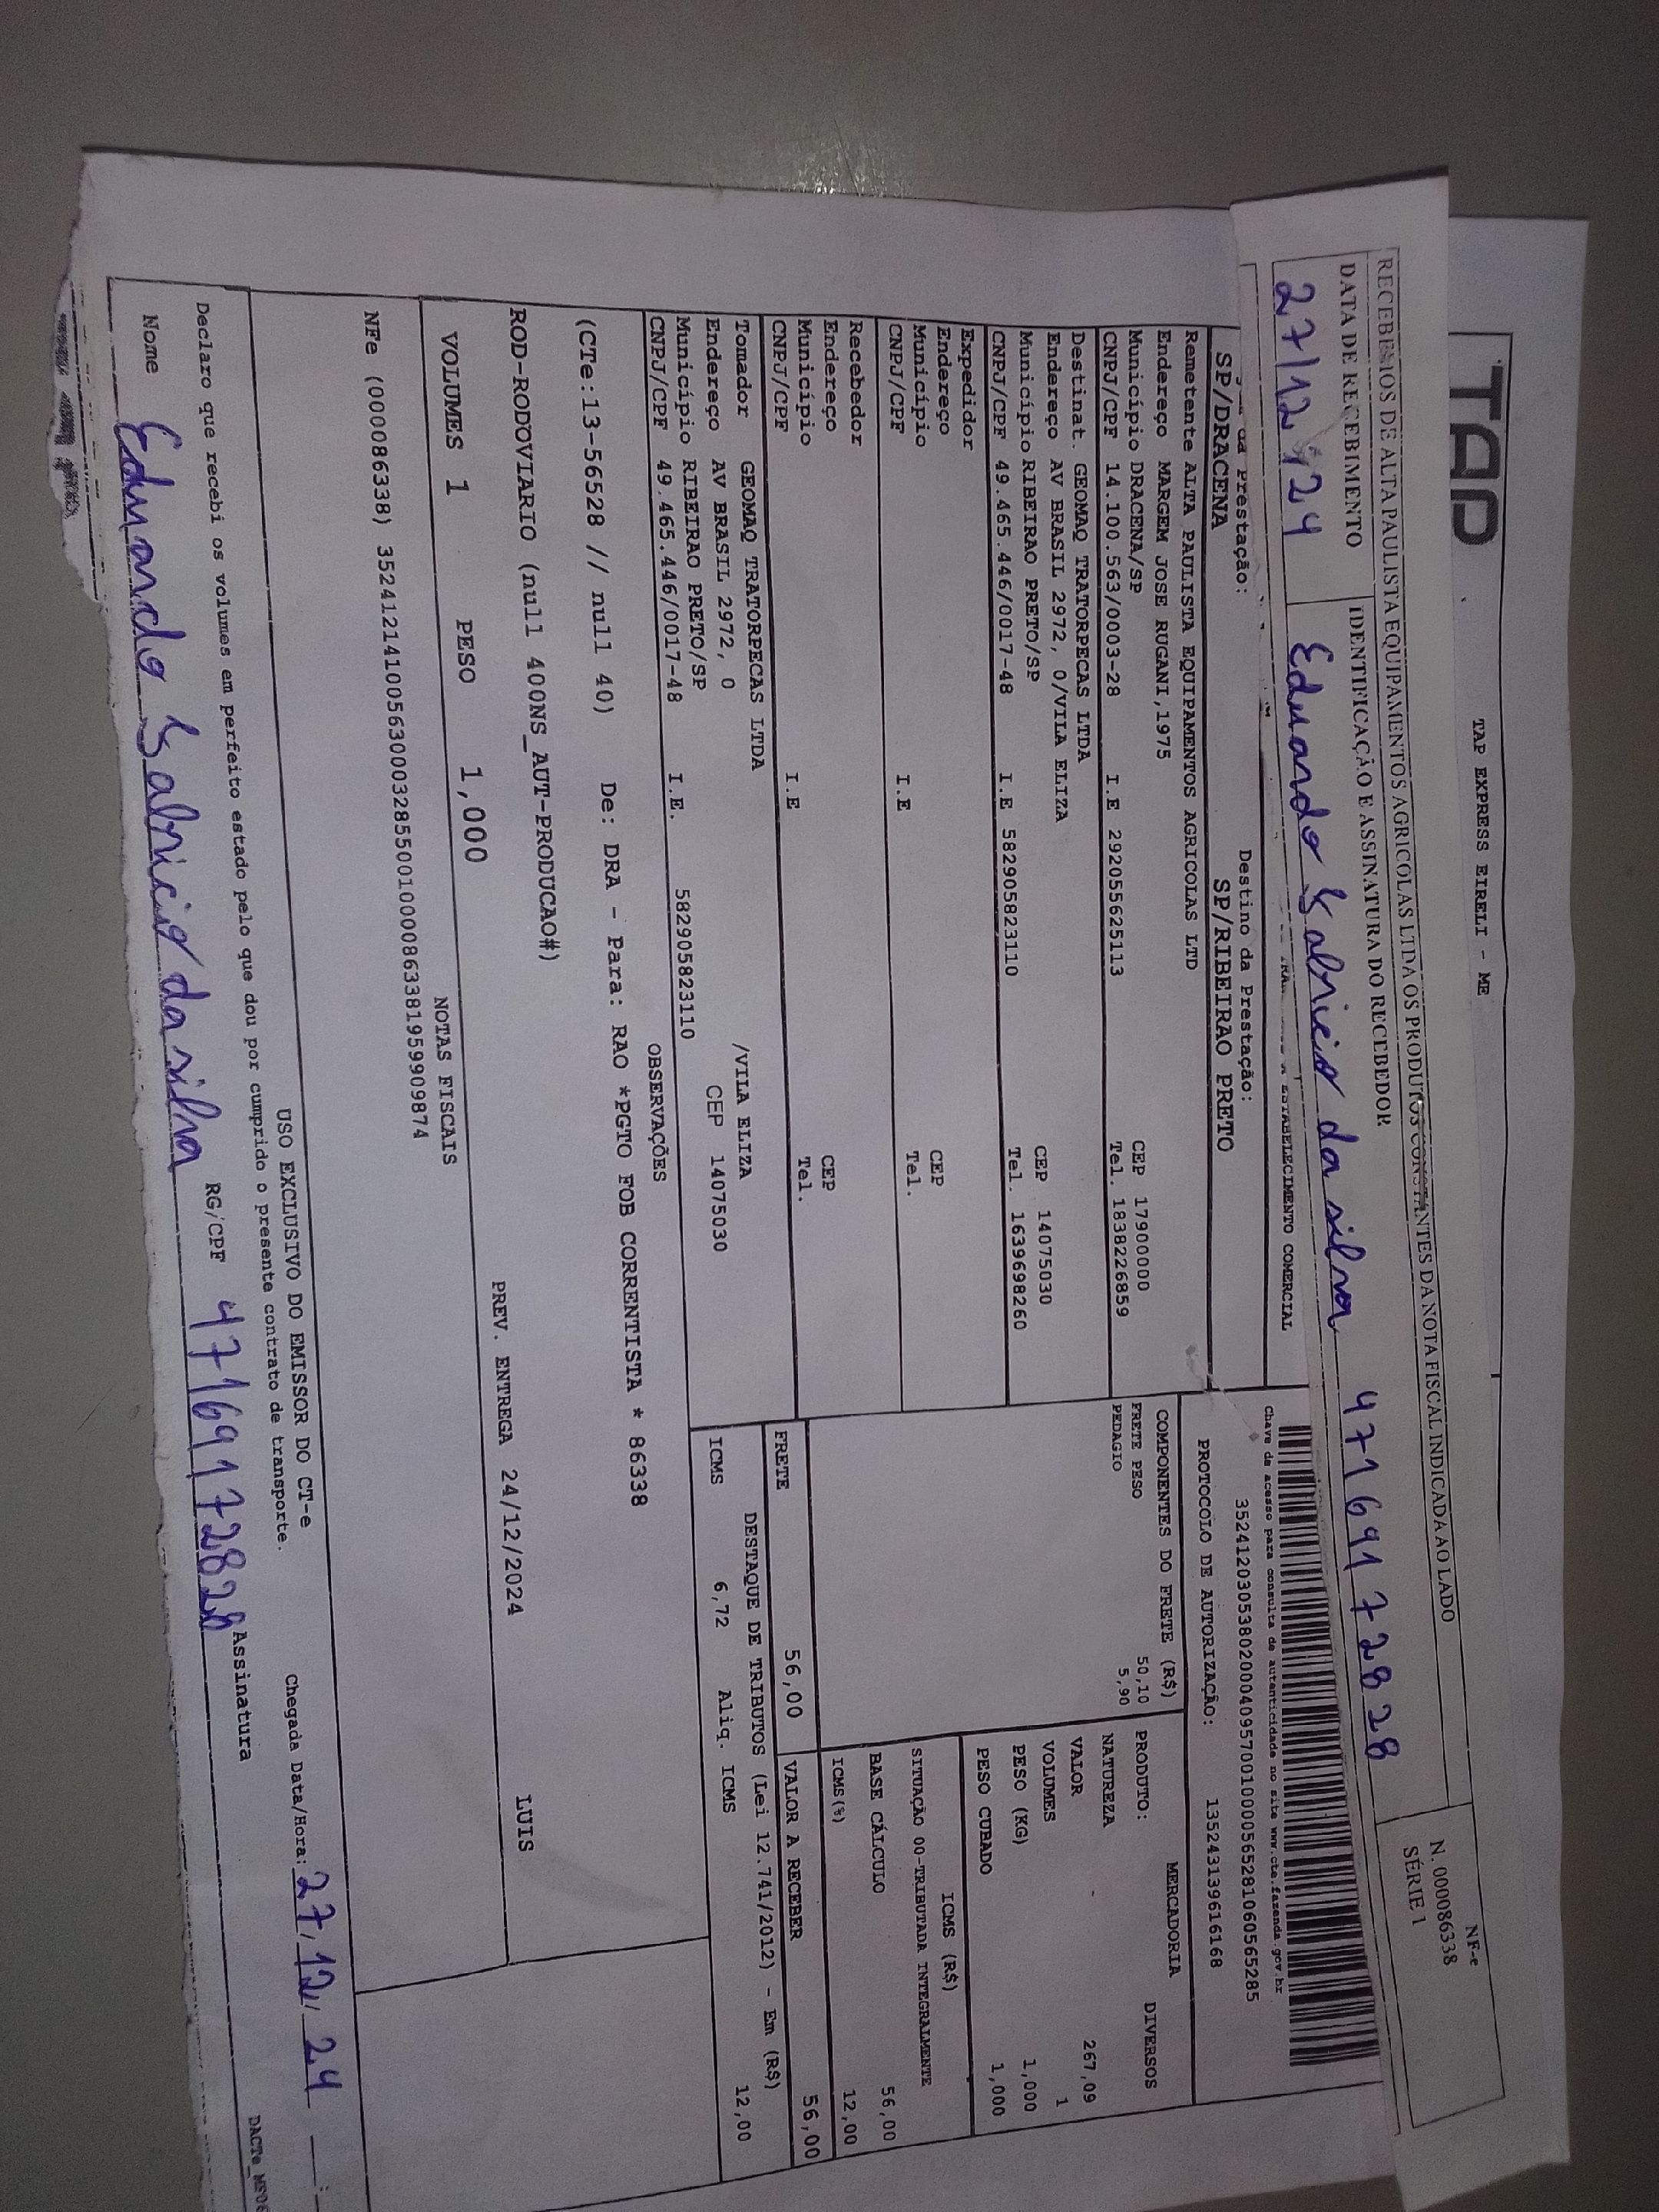 TAP
TAP EXPRESS EIRELI - ME
RECEBEMOS DE ALTA PAULISTA EQUIPAMENTOS AGRICOLAS LTDA OS PRODUTOS CONSTANTES DA NOTA FISCAL INDICADA AO LADO
DATA DE RECEBIMENTO
IDENTIFICAÇÃO E ASSINATURA DO RECEBEDOR
27/12/24 Eduardo Fabricio da silva 47169172828
NF-e
N. 000086338
SÉRIE 1
ESTABELECIMENTO COMERCIAL
da Prestação:
SP/DRACENA
Destino da Prestação:
SP/RIBEIRAO PRETO
Chave de acesso para consulta de autenticidade no site www.cte.fazenda.gov.br
35241203053802000409570010000565281060565285
PROTOCOLO DE AUTORIZAÇÃO: 135243139616168
Remetente ALTA PAULISTA EQUIPAMENTOS AGRICOLAS LTD
Endereço MARGEM JOSE RUGANI,1975
Município DRACENA/SP CEP 17900000
CNPJ/CPF 14.100.563/0003-28 I.E 292055625113 Tel. 1838226859
Destinat. GEOMAQ TRATORPECAS LTDA
Endereço AV BRASIL 2972, 0/VILA ELIZA
Município RIBEIRAO PRETO/SP CEP 14075030
CNPJ/CPF 49.465.446/0017-48 I.E 582905823110 Tel. 1639698260
Expedidor
Endereço
Município CEP
CNPJ/CPF I.E Tel.
Recebedor
Endereço
Município CEP
CNPJ/CPF I.E Tel.
Tomador GEOMAQ TRATORPECAS LTDA
Endereço AV BRASIL 2972, 0 /VILA ELIZA
Município RIBEIRAO PRETO/SP CEP 14075030
CNPJ/CPF 49.465.446/0017-48 I.E. 582905823110
COMPONENTES DO FRETE (R$)
FRETE PESO 50,10
PEDAGIO 5,90
MERCADORIA
PRODUTO: DIVERSOS
NATUREZA
VALOR 267,09
VOLUMES 1
PESO (KG) 1,000
PESO CUBADO 1,000
ICMS (R$)
SITUAÇÃO 00-TRIBUTADA INTEGRALMENTE
BASE CÁLCULO 56,00
ICMS(%) 12,00
FRETE 56,00
VALOR A RECEBER 56,00
DESTAQUE DE TRIBUTOS (Lei 12.741/2012) - Em (R$)
ICMS 6,72 Aliq. ICMS 12,00
OBSERVAÇÕES
(CTe:13-56528 // null 40) De: DRA - Para: RAO *PGTO FOB CORRENTISTA * 86338
ROD-RODOVIARIO (null 400NS_AUT-PRODUCAO#)
PREV. ENTREGA 24/12/2024 LUIS
VOLUMES 1 PESO 1,000
NOTAS FISCAIS
NFe (000086338) 35241214100563000328550010000863381959909874
USO EXCLUSIVO DO EMISSOR DO CT-e
Declaro que recebi os volumes em perfeito estado pelo que dou por cumprido o presente contrato de transporte.
Chegada Data/Hora: 27/12/24
Nome Eduardo Fabricio da silva RG/CPF 47169172828 Assinatura